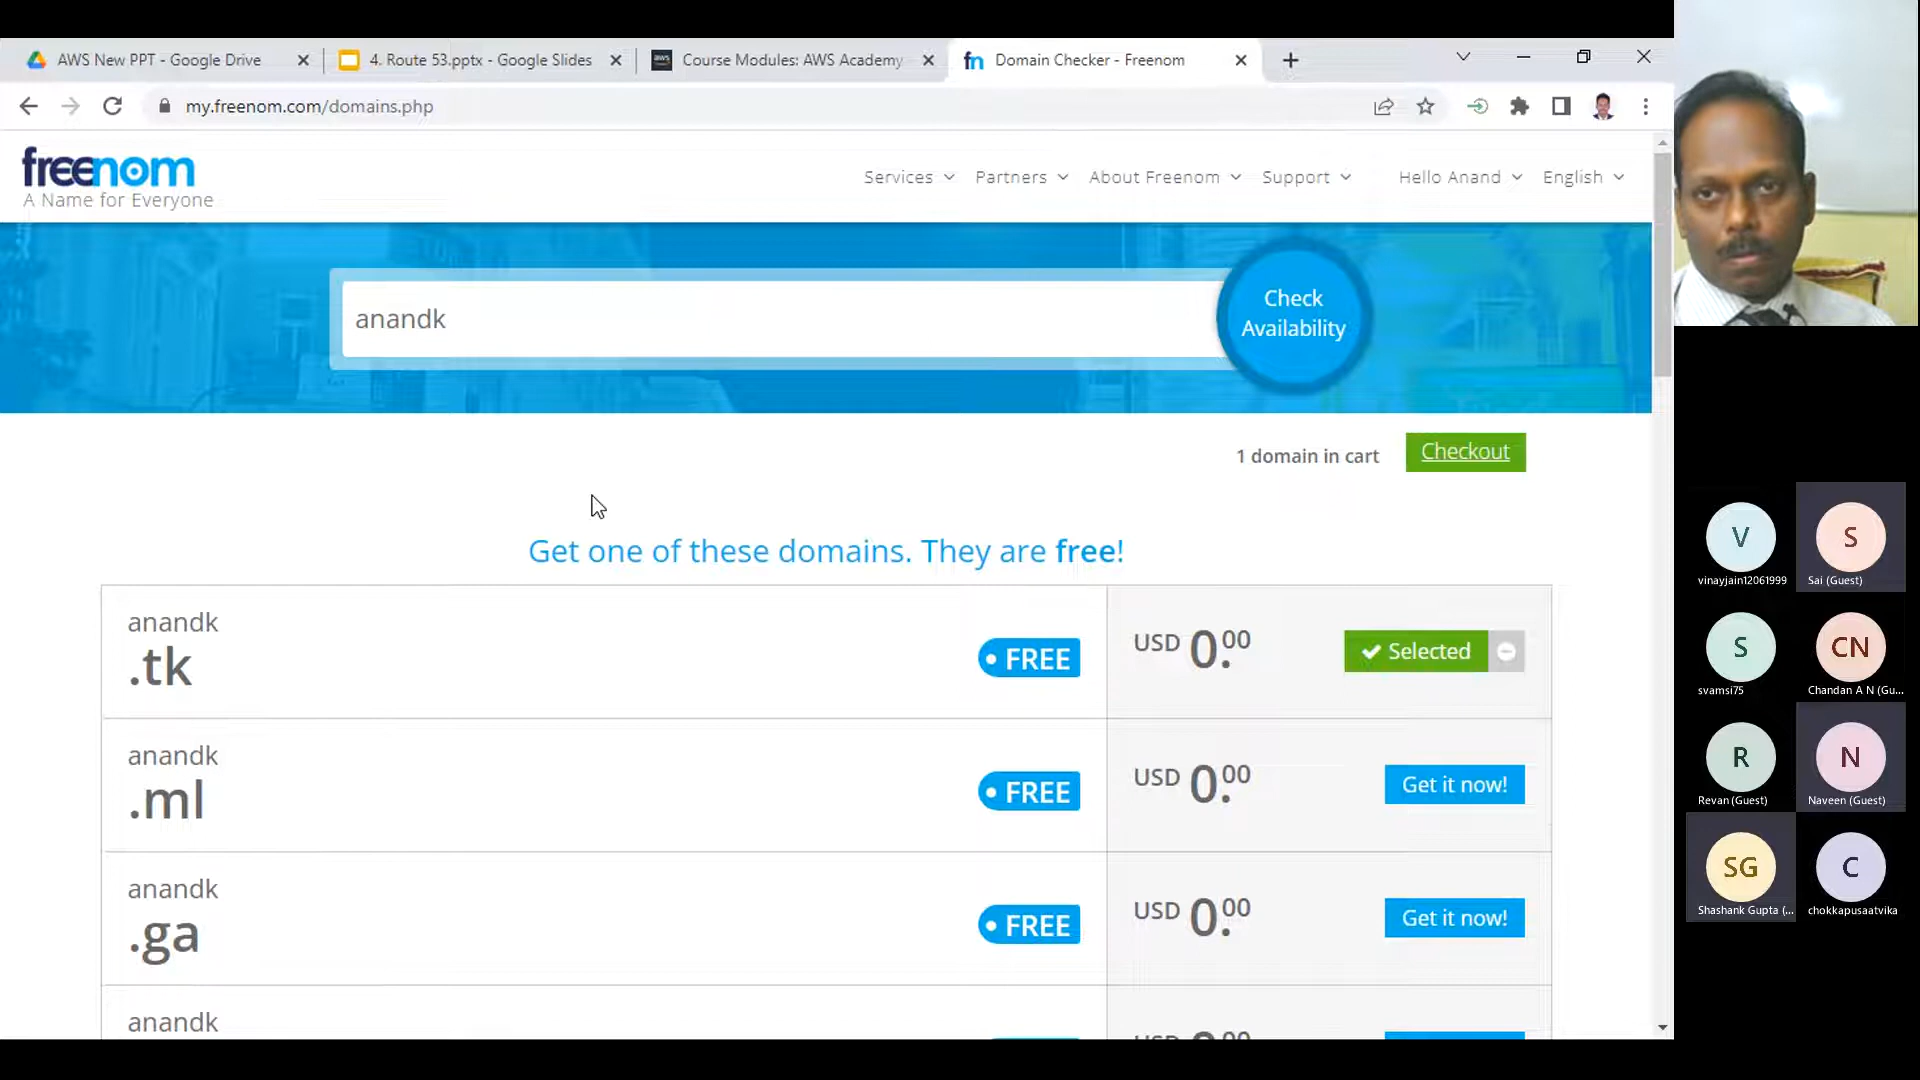 AWS New PPT - Google Drive
4. Route 53.pptx - Google Slides
Course Modules: AWS Academy
Domain Checker - Freenom
my.freenom.com/domains.php
freenom
A Name for Everyone
Services
Partners
About Freenom
Support
Hello Anand
English
anandk
Check
Availability
1 domain in cart
Checkout
Get one of these domains. They are free!
anandk
.tk
FREE
USD 0.00
Selected
anandk
.ml
FREE
USD 0.00
Get it now!
anandk
.ga
FREE
USD 0.00
Get it now!
anandk
V
vinayjain12061999
S
Sai (Guest)
S
svamsi75
CN
Chandan A N (Gu...
R
Revan (Guest)
N
Naveen (Guest)
SG
Shashank Gupta (...
C
chokkapusaatvika